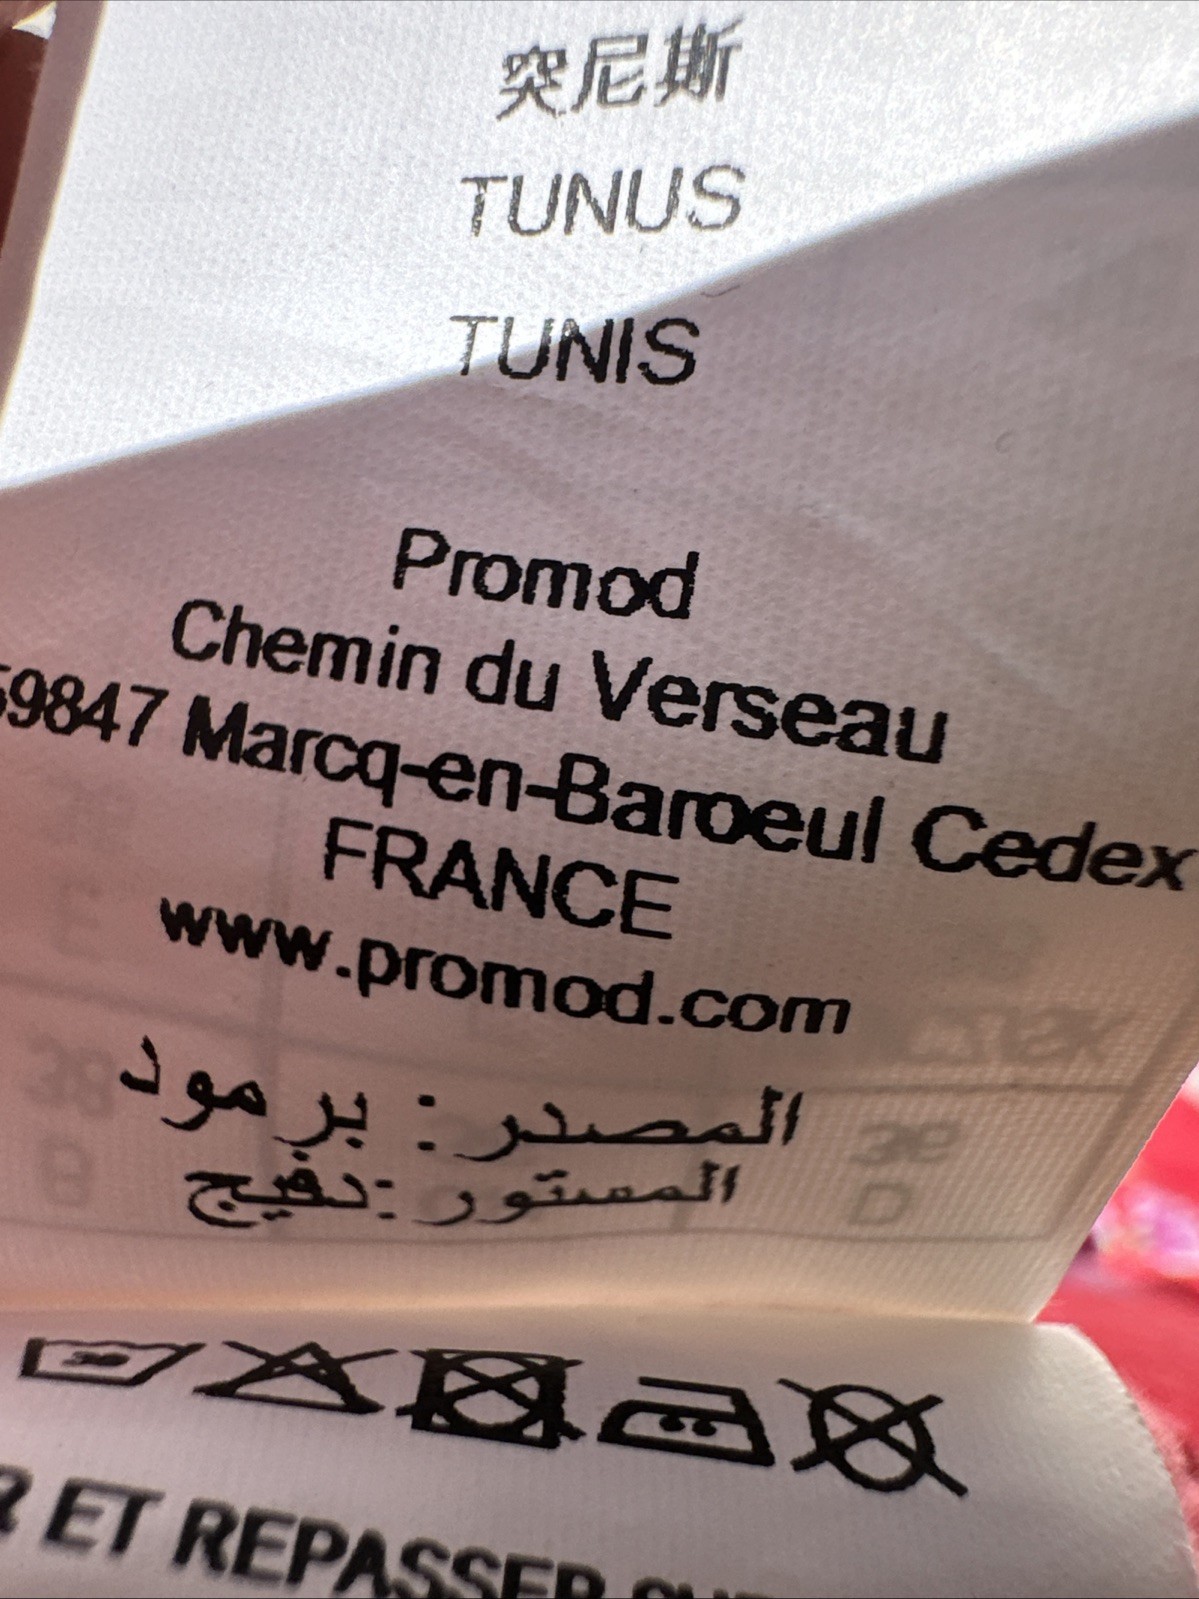 突尼斯
TUNUS
TUNIS
Promod
Chemin du Verseau
59847 Marcq-en-Baroeul Cedex
FRANCE
www.promod.com
المصدر : برمود
المستور :نفيج
ET REPASSER